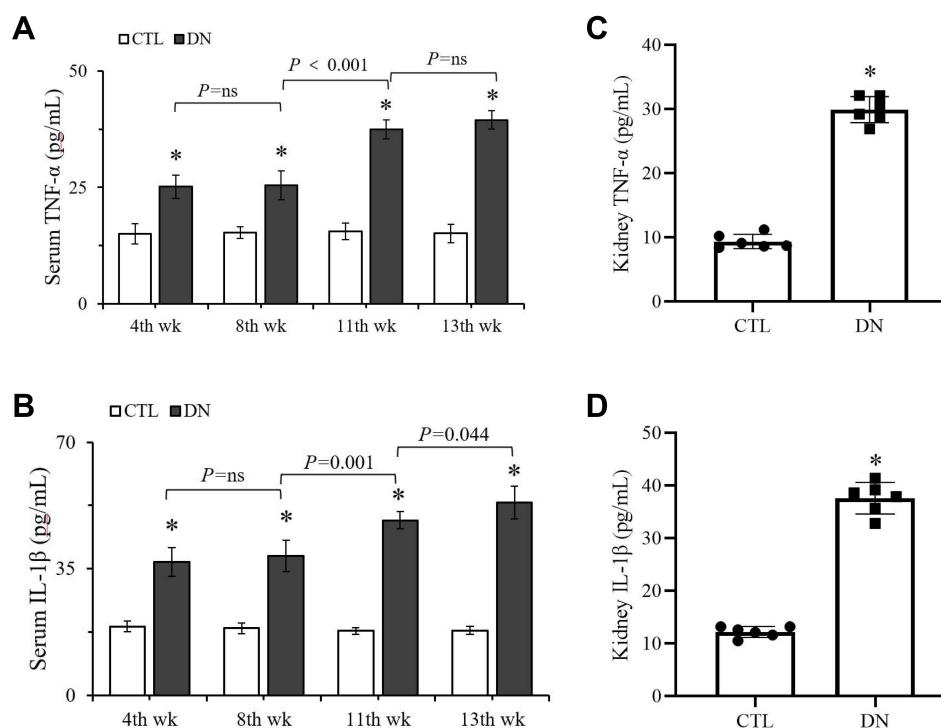 A
CTL DN
Serum TNF-α (pg/mL)
50
25
0
P=ns
P < 0.001
P=ns
*
*
*
*
4th wk 8th wk 11th wk 13th wk
C
Kidney TNF-α (pg/mL)
40
30
20
10
0
*
CTL DN
B
CTL DN
Serum IL-1β (pg/mL)
70
35
0
P=ns
P=0.001
P=0.044
*
*
*
*
4th wk 8th wk 11th wk 13th wk
D
Kidney IL-1β (pg/mL)
50
40
30
20
10
0
*
CTL DN